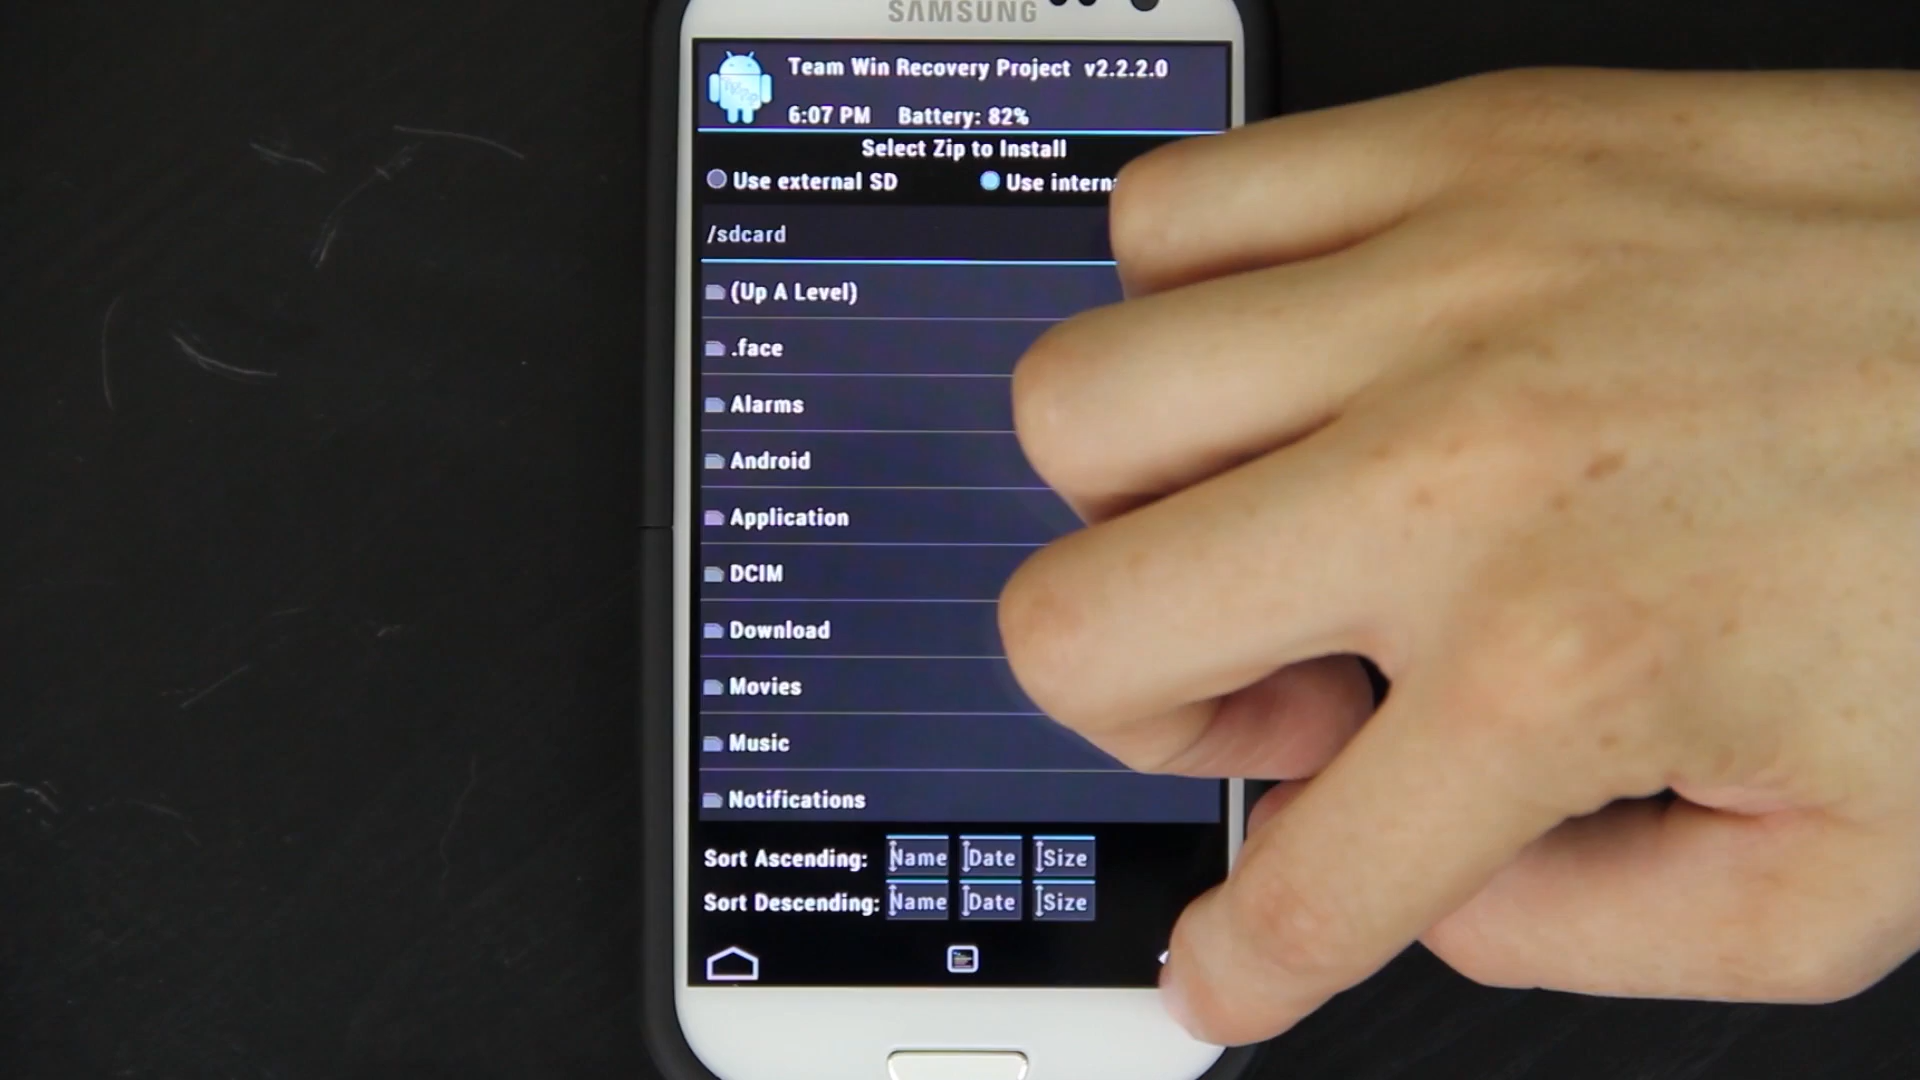 SAMSUNG
Team Win Recovery Project v2.2.2.0
6:07 PM Battery: 82%
Select Zip to Install
Use external SD Use
/sdcard
(Up A Level)
.face
Alarms
Android
Application
DCIM
Download
Movies
Music
Notifications
Sort Ascending: Name Date Size
Sort Descending: Name Date Size